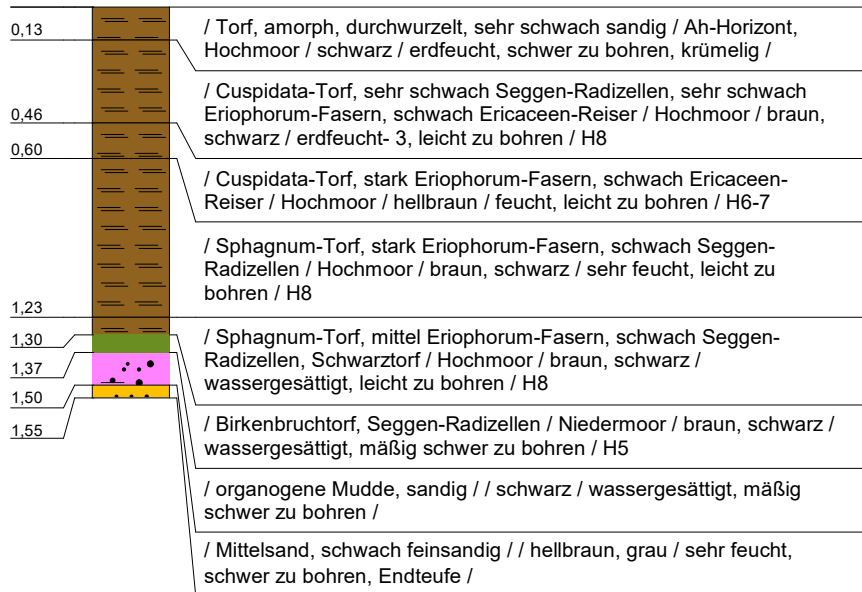 0,13
0,46
0,60
1,23
1,30
1,37
1,50
1,55
/ Torf, amorph, durchwurzelt, sehr schwach sandig / Ah-Horizont,
Hochmoor / schwarz / erdfeucht, schwer zu bohren, krümelig /
/ Cuspidata-Torf, sehr schwach Seggen-Radizellen, sehr schwach
Eriophorum-Fasern, schwach Ericaceen-Reiser / Hochmoor / braun,
schwarz / erdfeucht- 3, leicht zu bohren / H8
/ Cuspidata-Torf, stark Eriophorum-Fasern, schwach Ericaceen-
Reiser / Hochmoor / hellbraun / feucht, leicht zu bohren / H6-7
/ Sphagnum-Torf, stark Eriophorum-Fasern, schwach Seggen-
Radizellen / Hochmoor / braun, schwarz / sehr feucht, leicht zu
bohren / H8
/ Sphagnum-Torf, mittel Eriophorum-Fasern, schwach Seggen-
Radizellen, Schwarztorf / Hochmoor / braun, schwarz /
wassergesättigt, leicht zu bohren / H8
/ Birkenbruchtorf, Seggen-Radizellen / Niedermoor / braun, schwarz /
wassergesättigt, mäßig schwer zu bohren / H5
/ organogene Mudde, sandig / / schwarz / wassergesättigt, mäßig
schwer zu bohren /
/ Mittelsand, schwach feinsandig / / hellbraun, grau / sehr feucht,
schwer zu bohren, Endteufe /